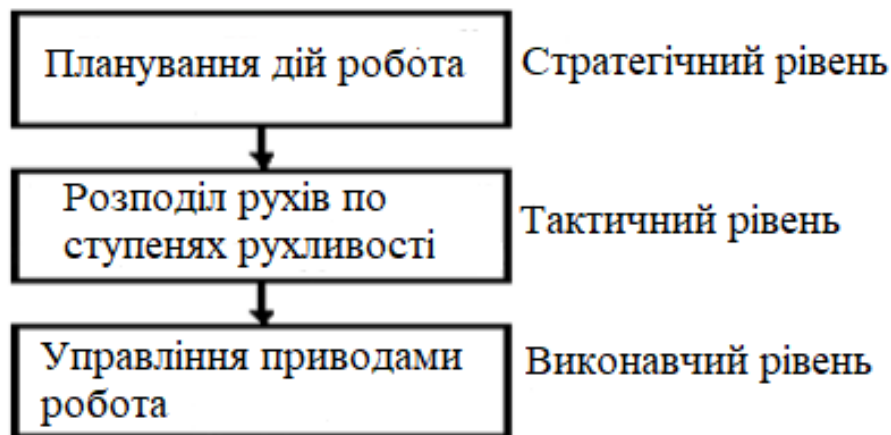 Планування дій робота
Стратегічний рівень
Розподіл рухів по
ступенях рухливості
Тактичний рівень
Управління приводами
робота
Виконавчий рівень